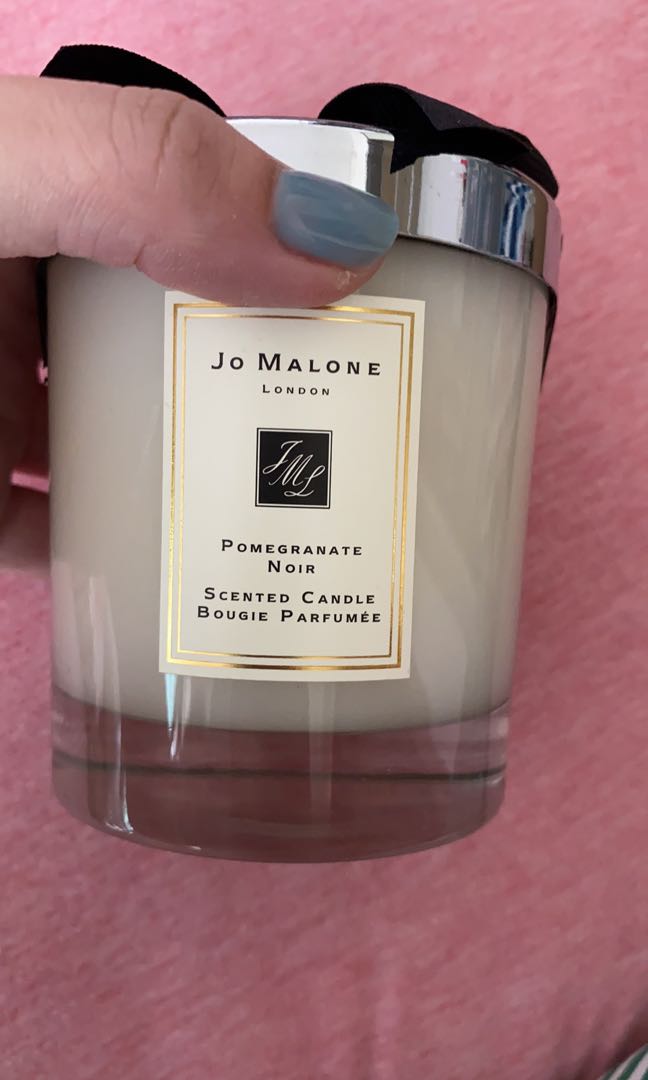 Jo Malone
London
JML
Pomegranate
Noir
Scented Candle
Bougie Parfumée